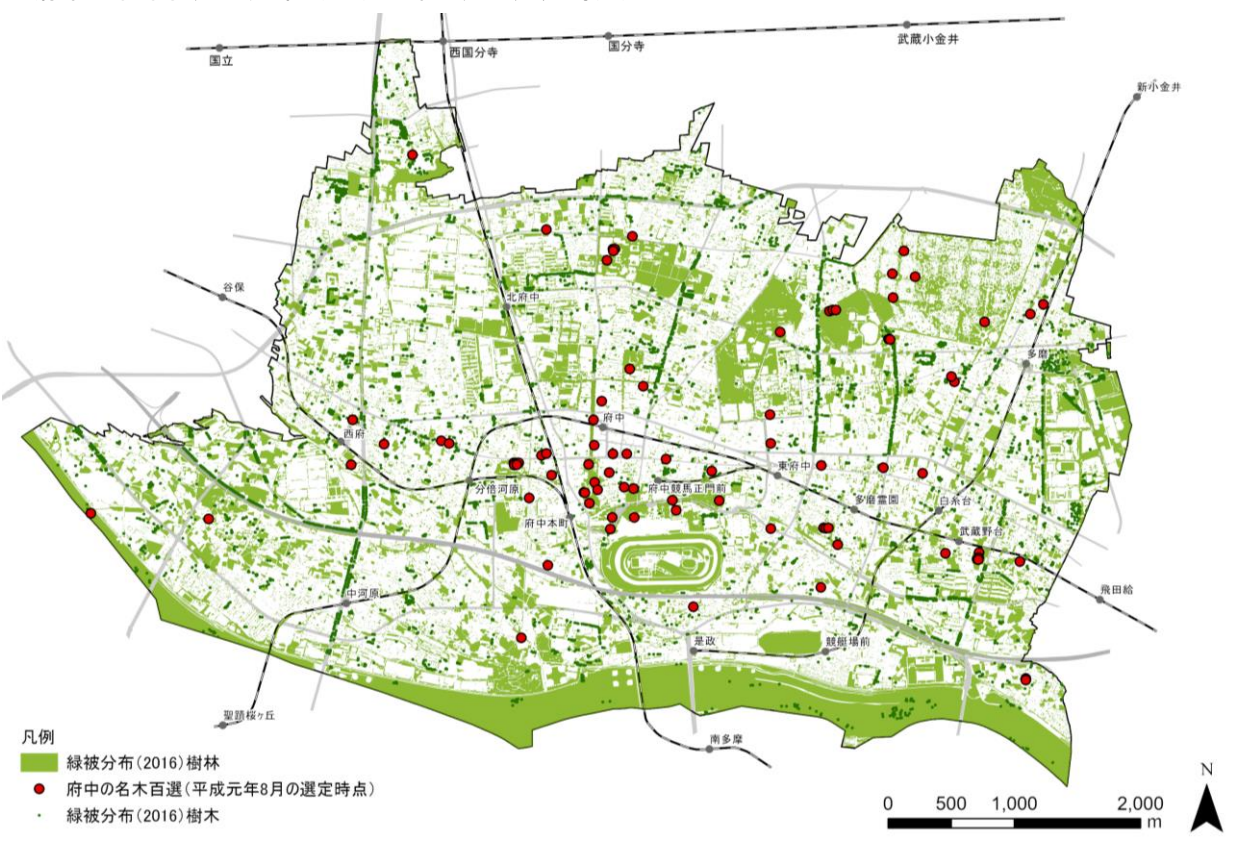 国立
西国分寺
国分寺
武蔵小金井
新小金井
谷保
北府中
多磨
西府
府中
分倍河原
府中競馬正門前
東府中
府中本町
多磨霊園
白糸台
武蔵野台
中河原
飛田給
是政
競艇場前
聖蹟桜ヶ丘
南多摩
凡例
緑被分布(2016)樹林
府中の名木百選(平成元年8月の選定時点)
緑被分布(2016)樹木
0 500 1,000 2,000
m
N